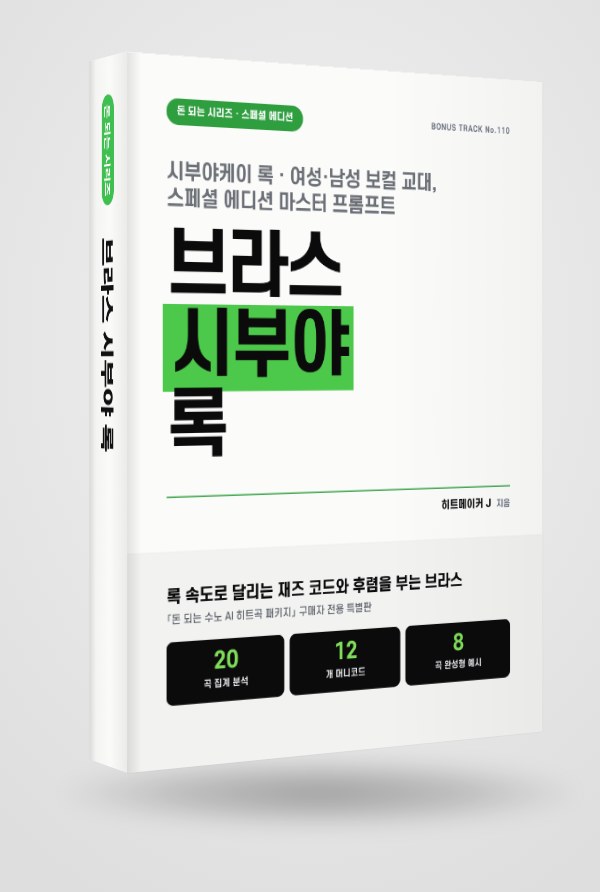 돈 되는 시리즈
브라스 시부야 록
돈 되는 시리즈 · 스페셜 에디션
BONUS TRACK No.110
시부야케이 록 · 여성·남성 보컬 교대,
스페셜 에디션 마스터 프롬프트
브라스
시부야
록
히트메이커 J 지음
록 속도로 달리는 재즈 코드와 후렴을 부는 브라스
「돈 되는 수노 AI 히트곡 패키지」 구매자 전용 특별판
20
곡 집계 분석
12
개 머니코드
8
곡 완성형 예시